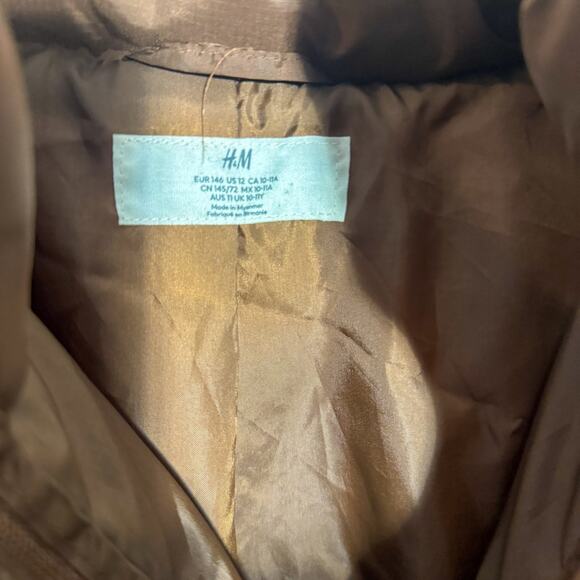 H&M
EUR 146 US 12 CA 10-11A
CN 145/72 MX 10-11A
AUS 11 UK 10-11Y
Made in Myanmar
Fabriqué en Birmanie